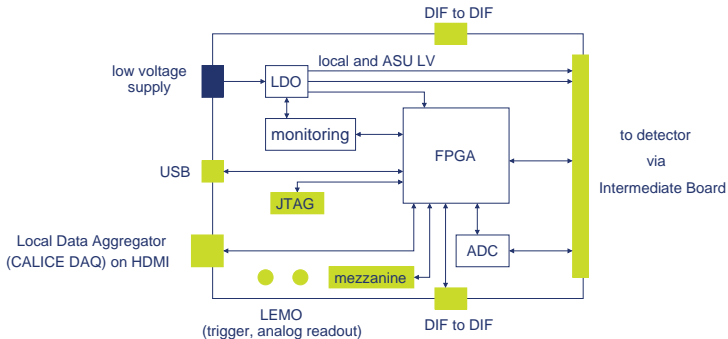 DIF to DIF
low voltage
supply
LDO
local and ASU LV
monitoring
FPGA
to detector
via
Intermediate Board
USB
JTAG
Local Data Aggregator
(CALICE DAQ) on HDMI
ADC
mezzanine
LEMO
(trigger, analog readout)
DIF to DIF